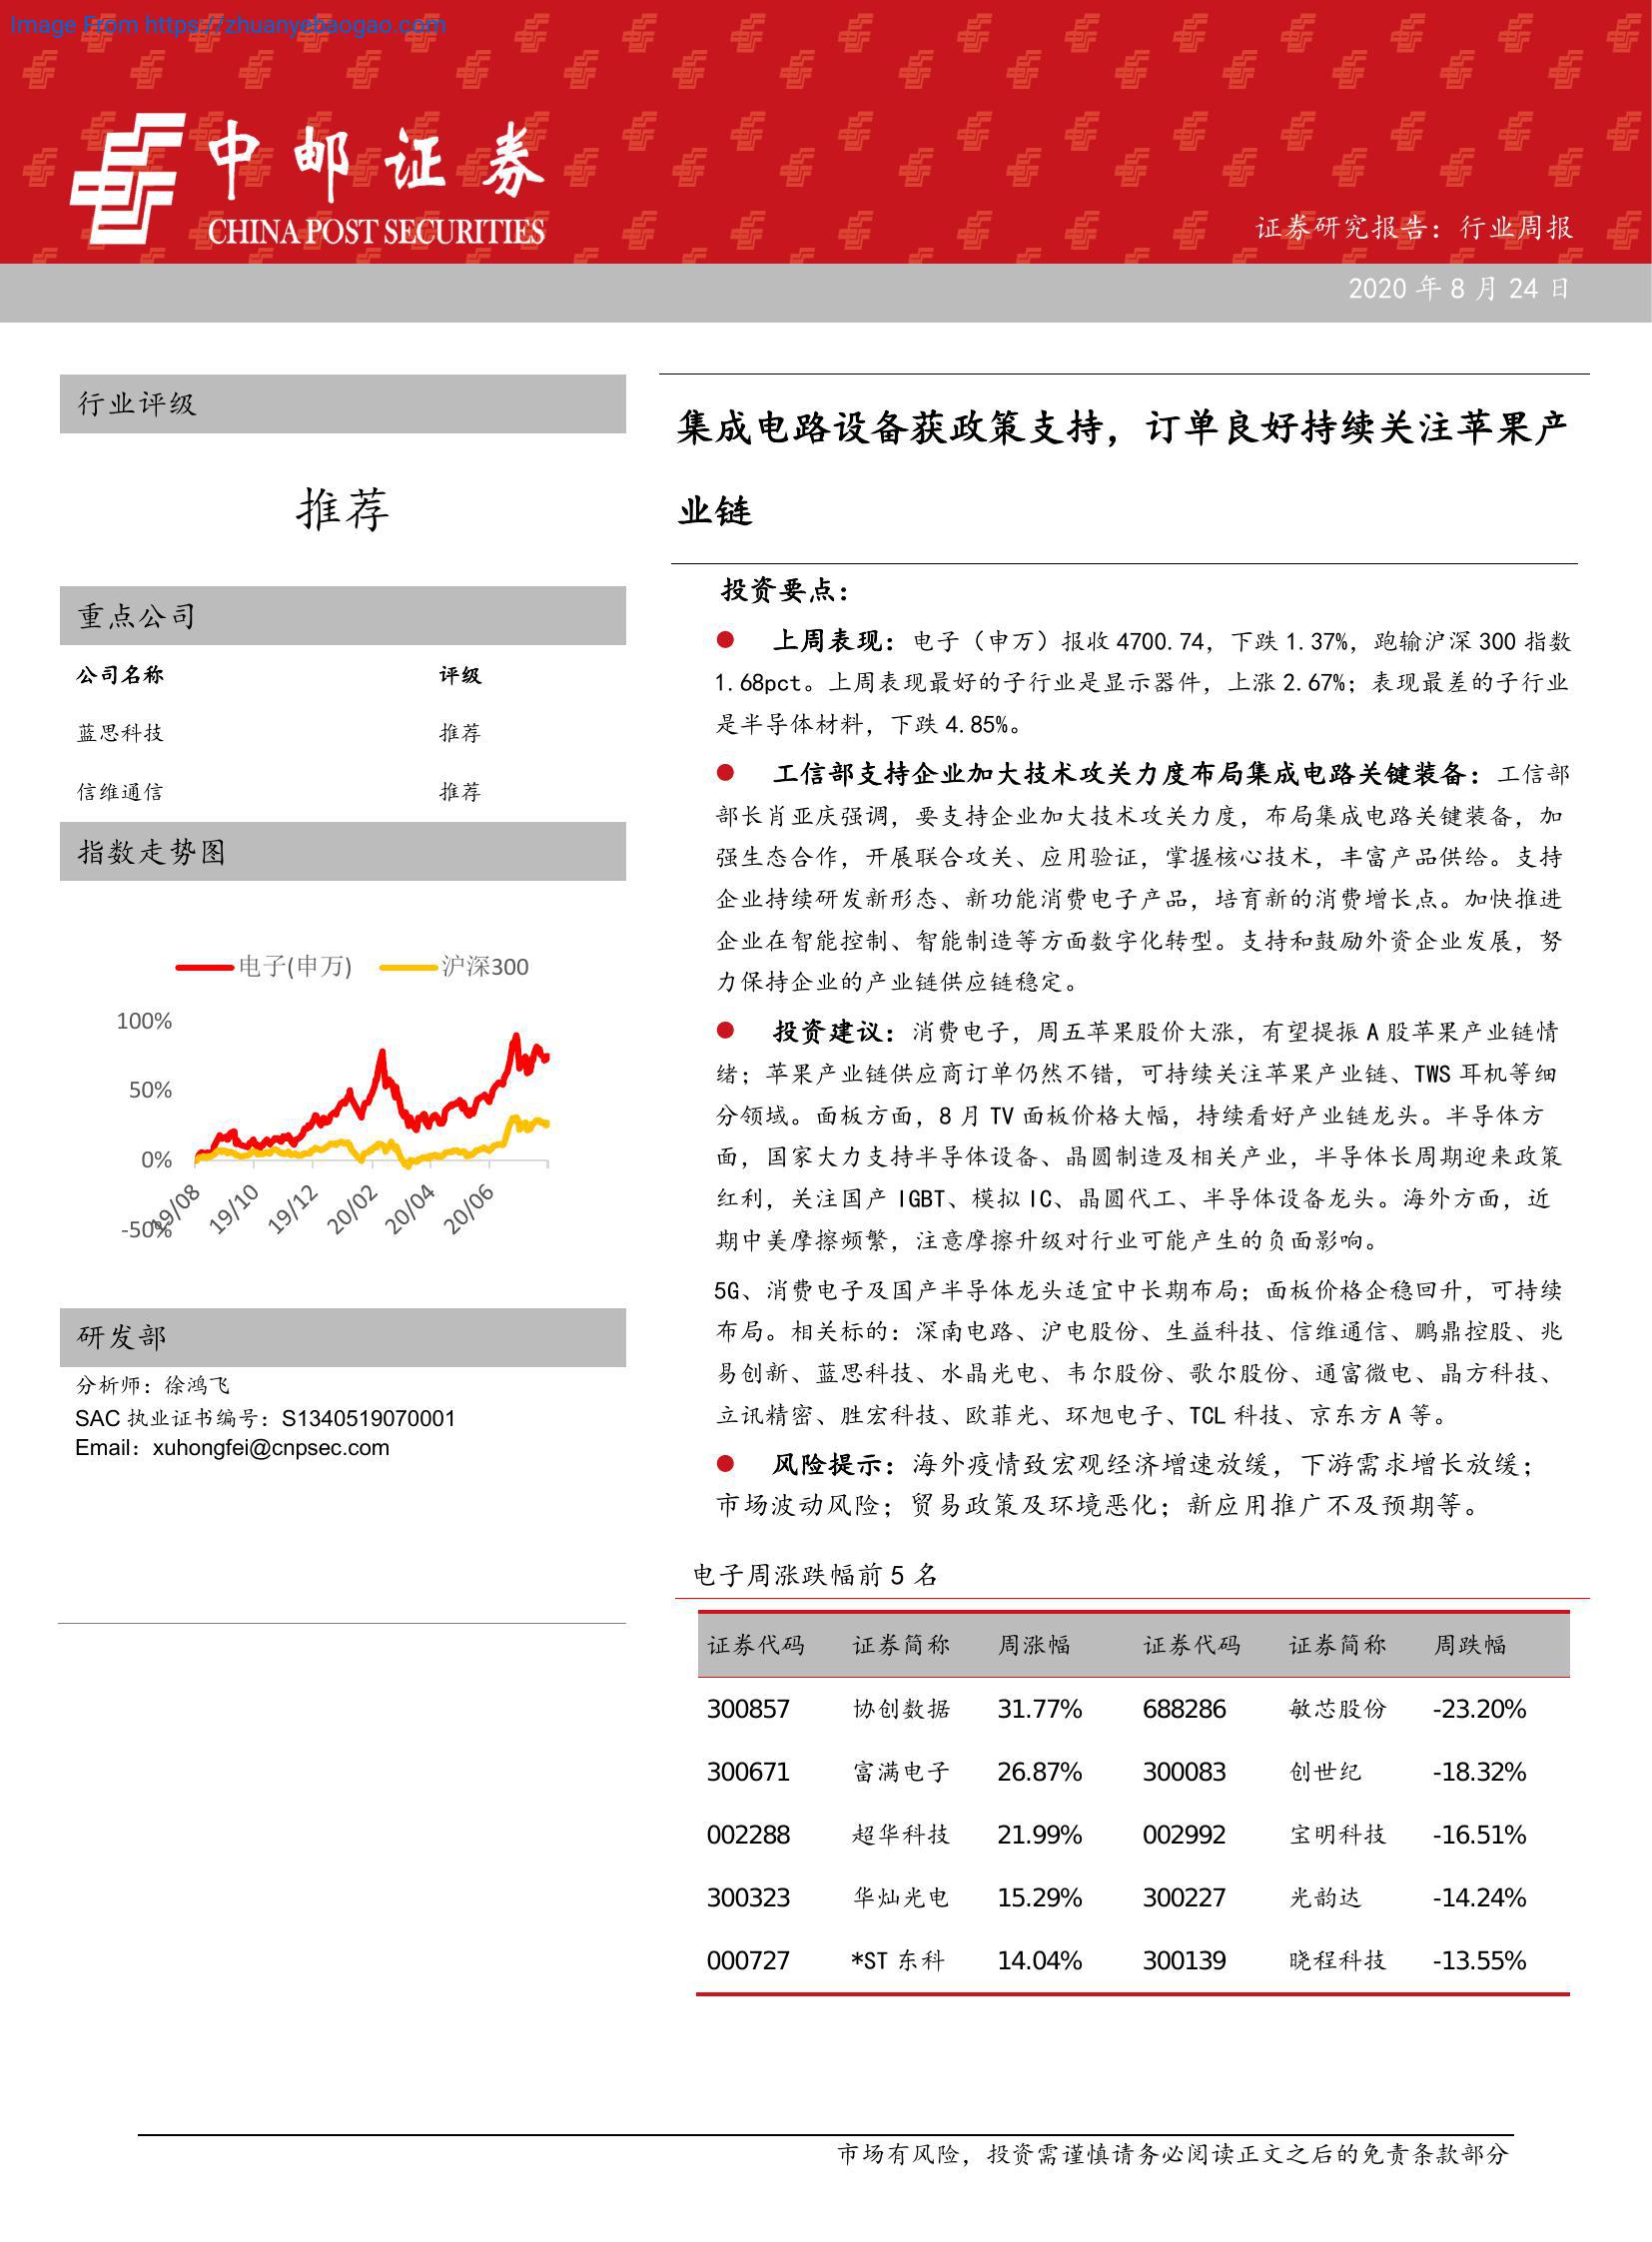 Image From https://zhuanyebaogao.com
中邮证券
CHINA POST SECURITIES
证券研究报告：行业周报
2020 年 8 月 24 日
行业评级
推荐
重点公司
公司名称 评级
蓝思科技 推荐
信维通信 推荐
指数走势图
电子(申万) 沪深300
100%
50%
0%
-50%
19/08 19/10 19/12 20/02 20/04 20/06
研发部
分析师：徐鸿飞
SAC 执业证书编号：S1340519070001
Email：xuhongfei@cnpsec.com
集成电路设备获政策支持，订单良好持续关注苹果产
业链
投资要点：
● 上周表现：电子（申万）报收 4700.74，下跌 1.37%，跑输沪深 300 指数
1.68pct。上周表现最好的子行业是显示器件，上涨 2.67%；表现最差的子行业
是半导体材料，下跌 4.85%。
● 工信部支持企业加大技术攻关力度布局集成电路关键装备：工信部
部长肖亚庆强调，要支持企业加大技术攻关力度，布局集成电路关键装备，加
强生态合作，开展联合攻关、应用验证，掌握核心技术，丰富产品供给。支持
企业持续研发新形态、新功能消费电子产品，培育新的消费增长点。加快推进
企业在智能控制、智能制造等方面数字化转型。支持和鼓励外资企业发展，努
力保持企业的产业链供应链稳定。
● 投资建议：消费电子，周五苹果股价大涨，有望提振 A 股苹果产业链情
绪；苹果产业链供应商订单仍然不错，可持续关注苹果产业链、TWS 耳机等细
分领域。面板方面，8 月 TV 面板价格大幅，持续看好产业链龙头。半导体方
面，国家大力支持半导体设备、晶圆制造及相关产业，半导体长周期迎来政策
红利，关注国产 IGBT、模拟 IC、晶圆代工、半导体设备龙头。海外方面，近
期中美摩擦频繁，注意摩擦升级对行业可能产生的负面影响。
5G、消费电子及国产半导体龙头适宜中长期布局；面板价格企稳回升，可持续
布局。相关标的：深南电路、沪电股份、生益科技、信维通信、鹏鼎控股、兆
易创新、蓝思科技、水晶光电、韦尔股份、歌尔股份、通富微电、晶方科技、
立讯精密、胜宏科技、欧菲光、环旭电子、TCL 科技、京东方 A 等。
● 风险提示：海外疫情致宏观经济增速放缓，下游需求增长放缓；
市场波动风险；贸易政策及环境恶化；新应用推广不及预期等。
电子周涨跌幅前 5 名
证券代码 证券简称 周涨幅 证券代码 证券简称 周跌幅
300857 协创数据 31.77% 688286 敏芯股份 -23.20%
300671 富满电子 26.87% 300083 创世纪 -18.32%
002288 超华科技 21.99% 002992 宝明科技 -16.51%
300323 华灿光电 15.29% 300227 光韵达 -14.24%
000727 *ST 东科 14.04% 300139 晓程科技 -13.55%
市场有风险，投资需谨慎请务必阅读正文之后的免责条款部分